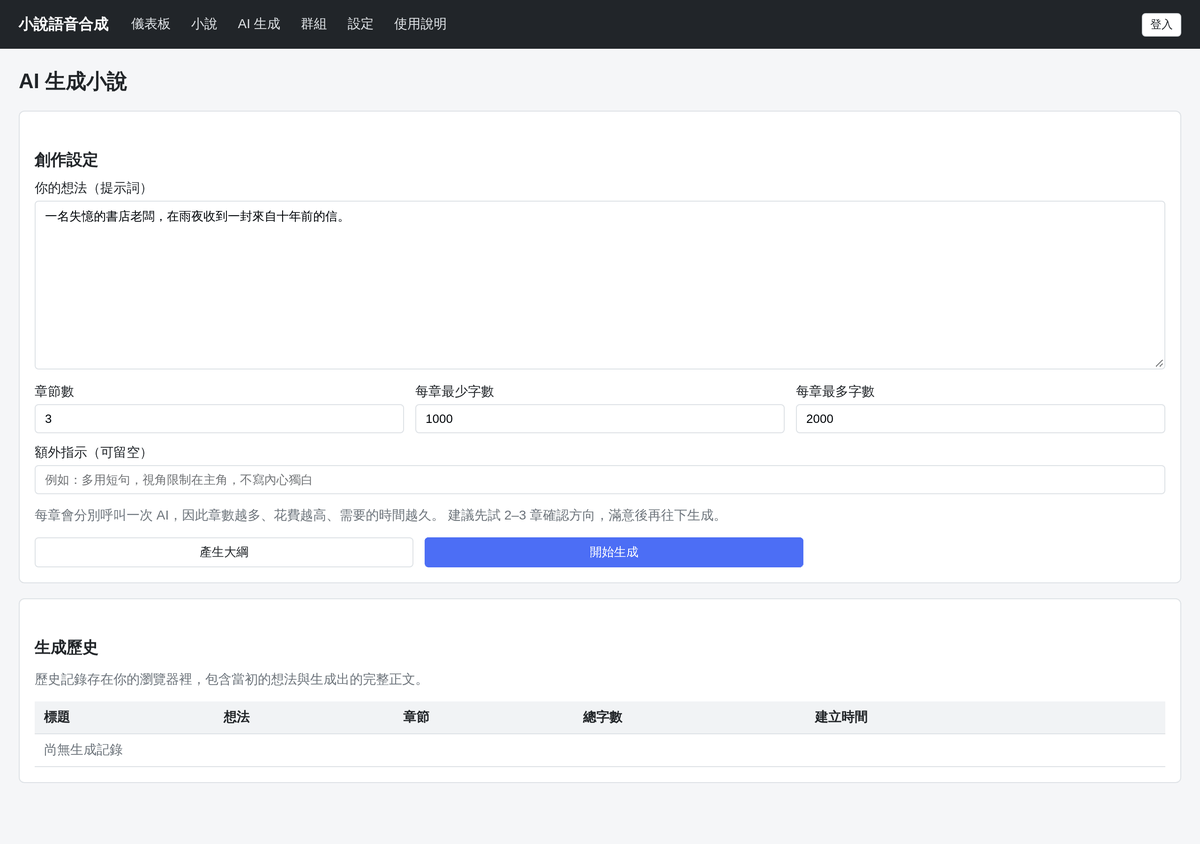 小說語音合成 儀表板 小說 AI 生成 群組 設定 使用說明 登入
AI 生成小說
創作設定
你的想法（提示詞）
一名失憶的書店老闆，在雨夜收到一封來自十年前的信。
章節數 每章最少字數 每章最多字數
3 1000 2000
額外指示（可留空）
例如：多用短句，視角限制在主角，不寫內心獨白
每章會分別呼叫一次 AI，因此章數越多、花費越高、需要的時間越久。 建議先試 2–3 章確認方向，滿意後再往下生成。
產生大綱 開始生成
生成歷史
歷史記錄存在你的瀏覽器裡，包含當初的想法與生成出的完整正文。
標題 想法 章節 總字數 建立時間
尚無生成記錄